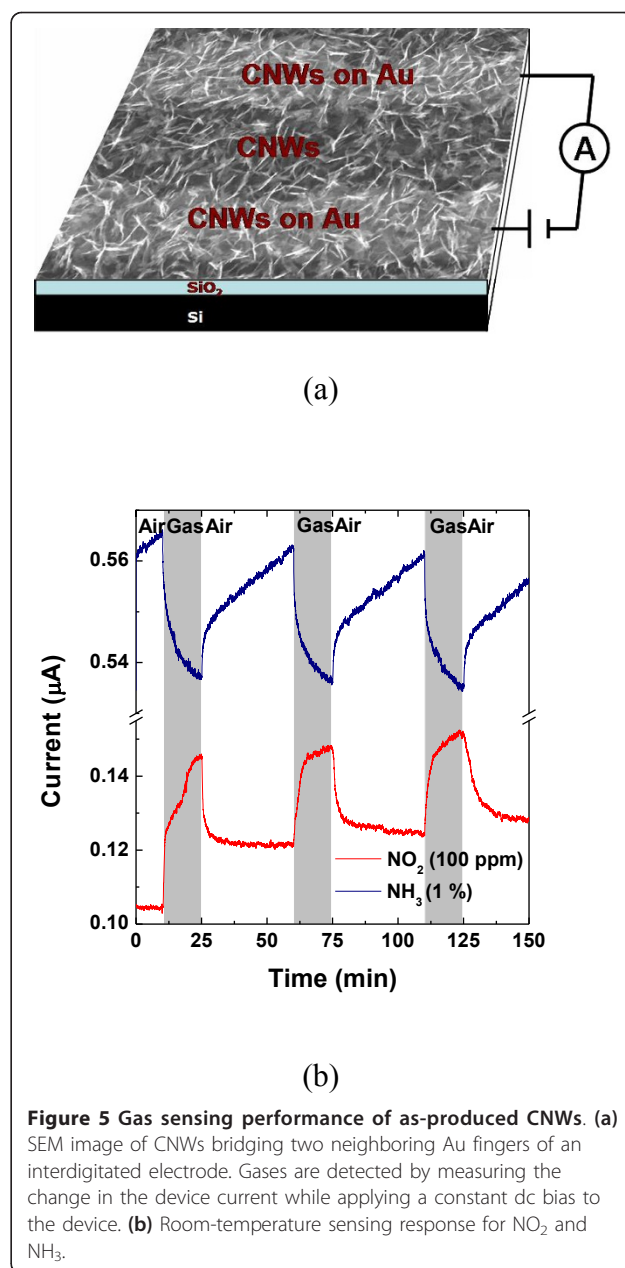 CNWs on Au
CNWs
CNWs on Au
A
SiO₂
Si
(a)
Air Gas Air Gas Air Gas Air
0.56
0.54
0.14
0.12
0.10
Current (μA)
NO₂ (100 ppm)
NH₃ (1 %)
0 25 50 75 100 125 150
Time (min)
(b)
Figure 5 Gas sensing performance of as-produced CNWs. (a)
SEM image of CNWs bridging two neighboring Au fingers of an
interdigitated electrode. Gases are detected by measuring the
change in the device current while applying a constant dc bias to
the device. (b) Room-temperature sensing response for NO₂ and
NH₃.